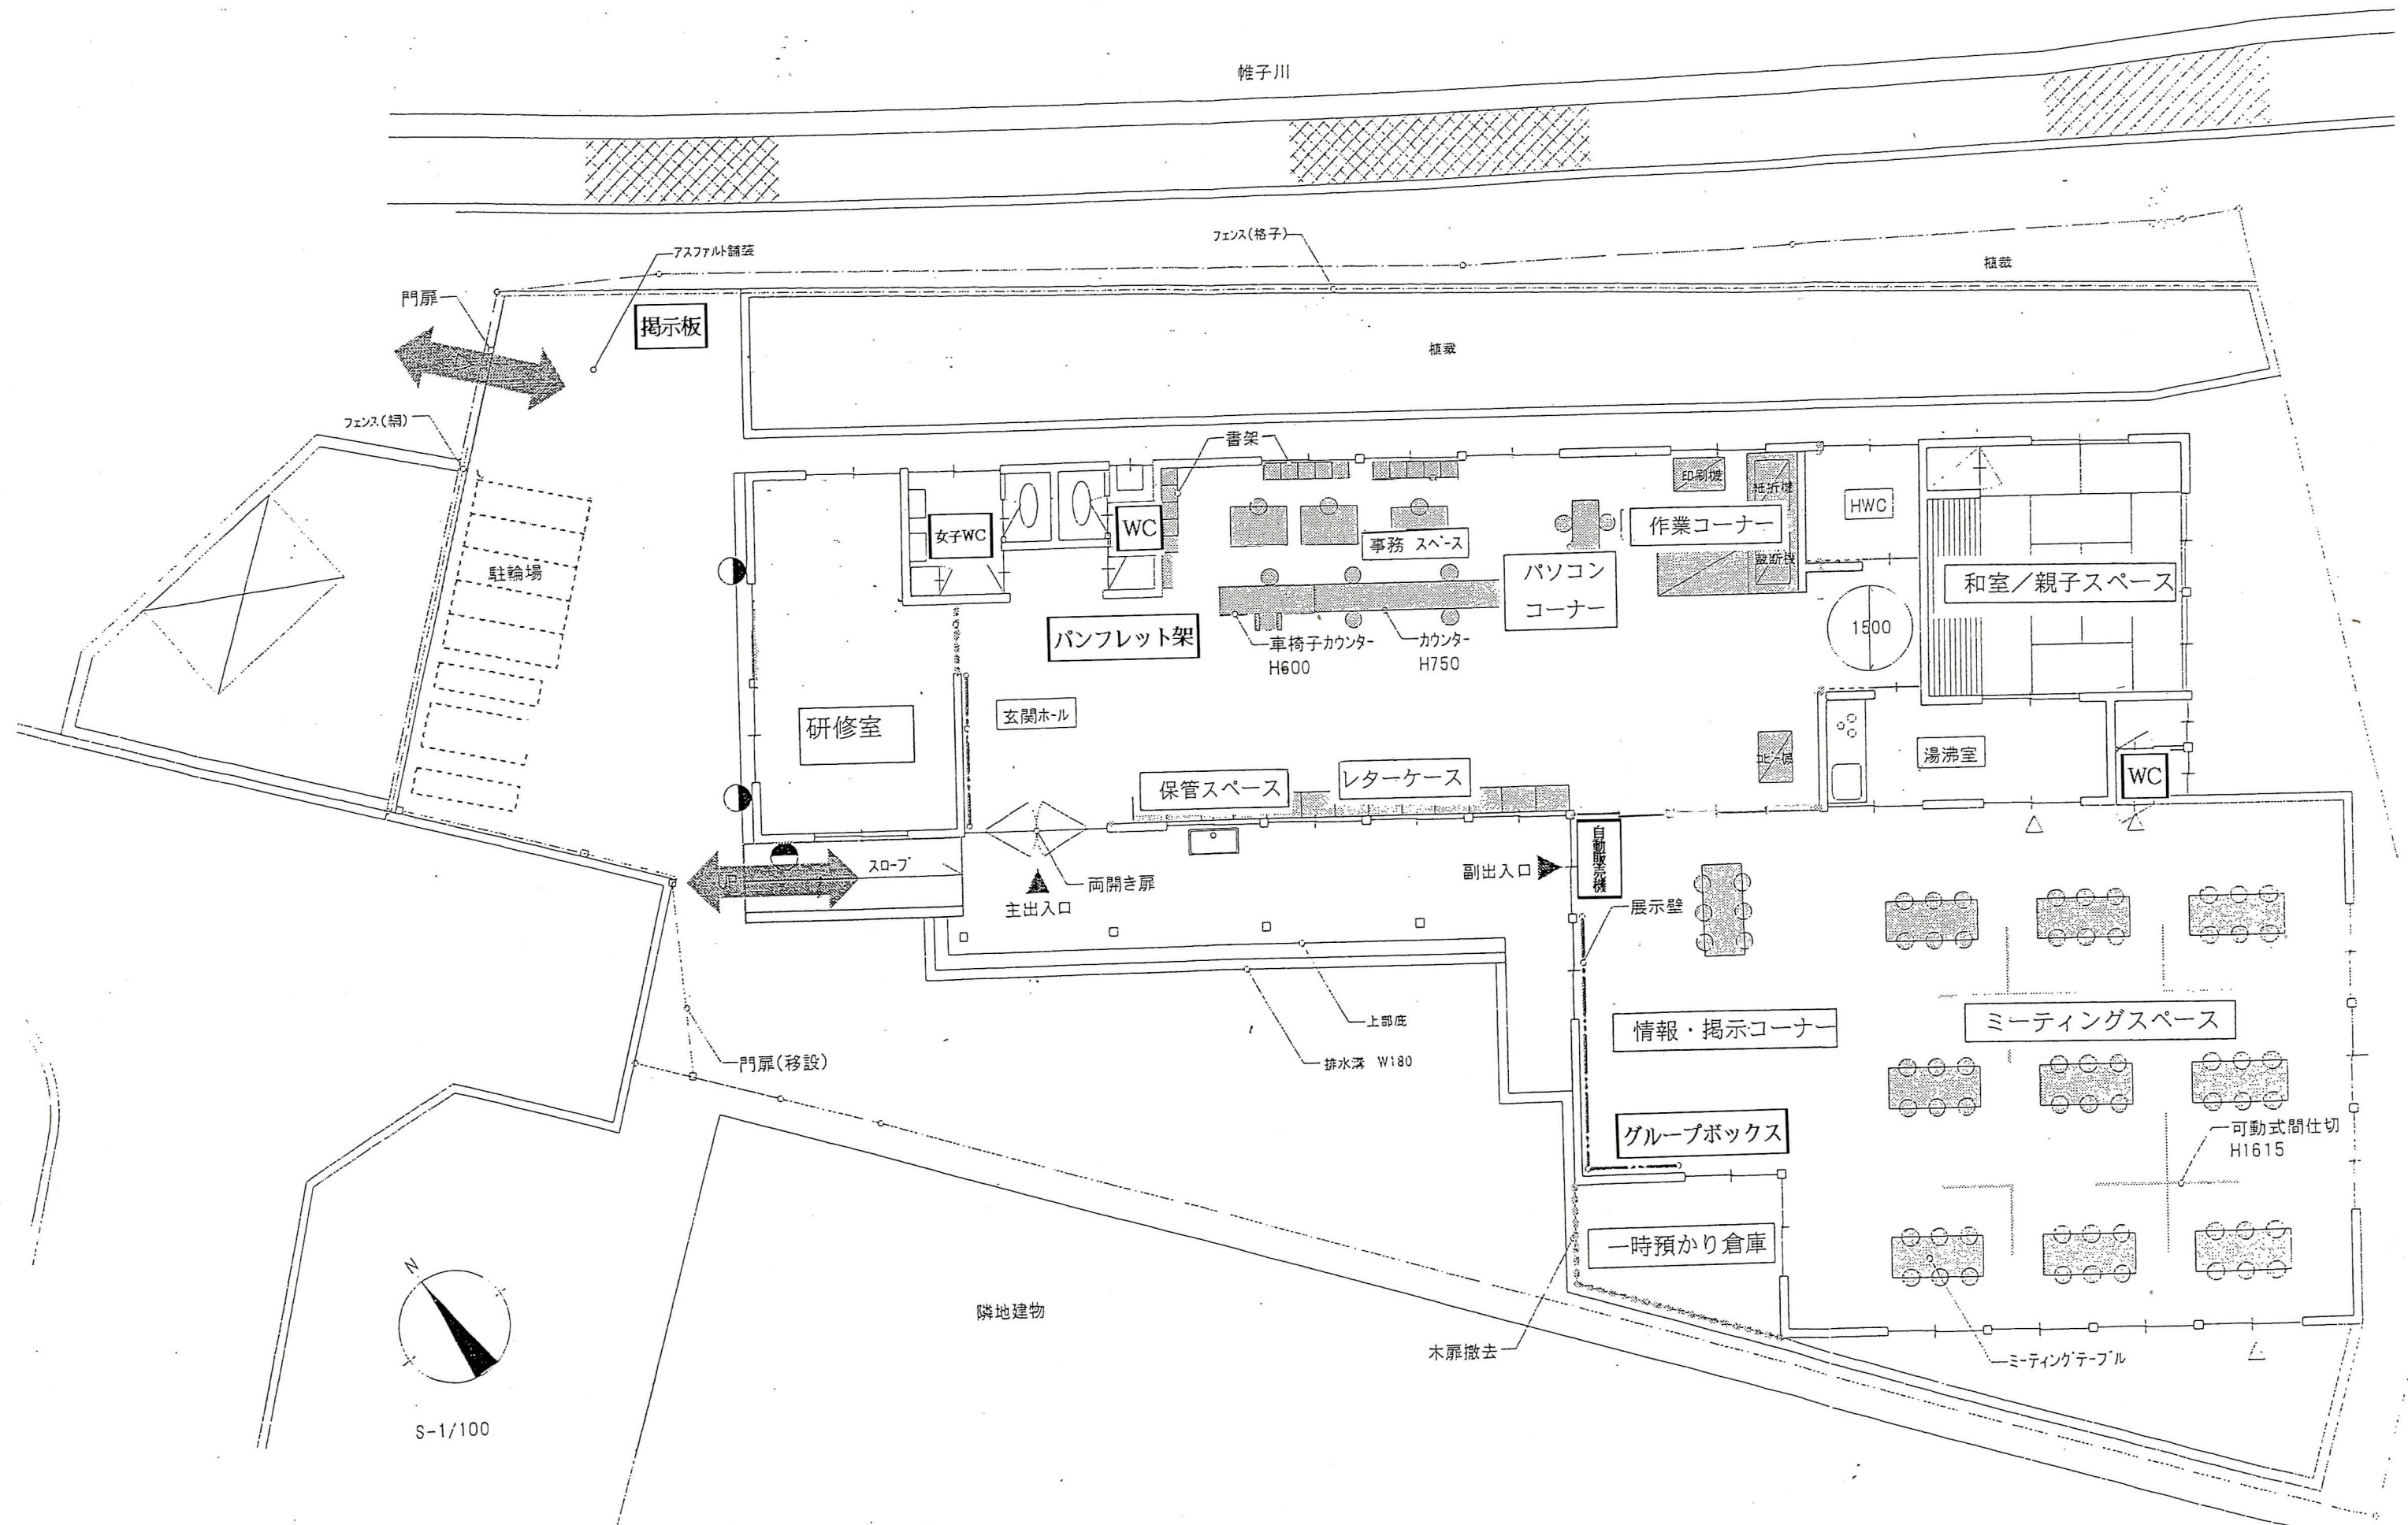 帷子川
アスファルト舗装
フェンス(格子)
植栽
門扉
掲示板
植栽
フェンス(網)
書架
駐輪場
女子WC
WC
事務 スペース
印刷機
紙折機
作業コーナー
裁断機
HWC
パソコン
コーナー
和室/親子スペース
パンフレット架
車椅子カウンター
H600
カウンター
H750
1500
研修室
玄関ホール
保管スペース
レターケース
コピー機
湯沸室
WC
UP
スロープ
主出入口
両開き扉
副出入口
自動販売機
展示壁
上部庇
排水溝 W180
門扉(移設)
情報・掲示コーナー
ミーティングスペース
グループボックス
可動式間仕切
H1615
一時預かり倉庫
木扉撤去
ミーティングテーブル
隣地建物
N
S-1/100